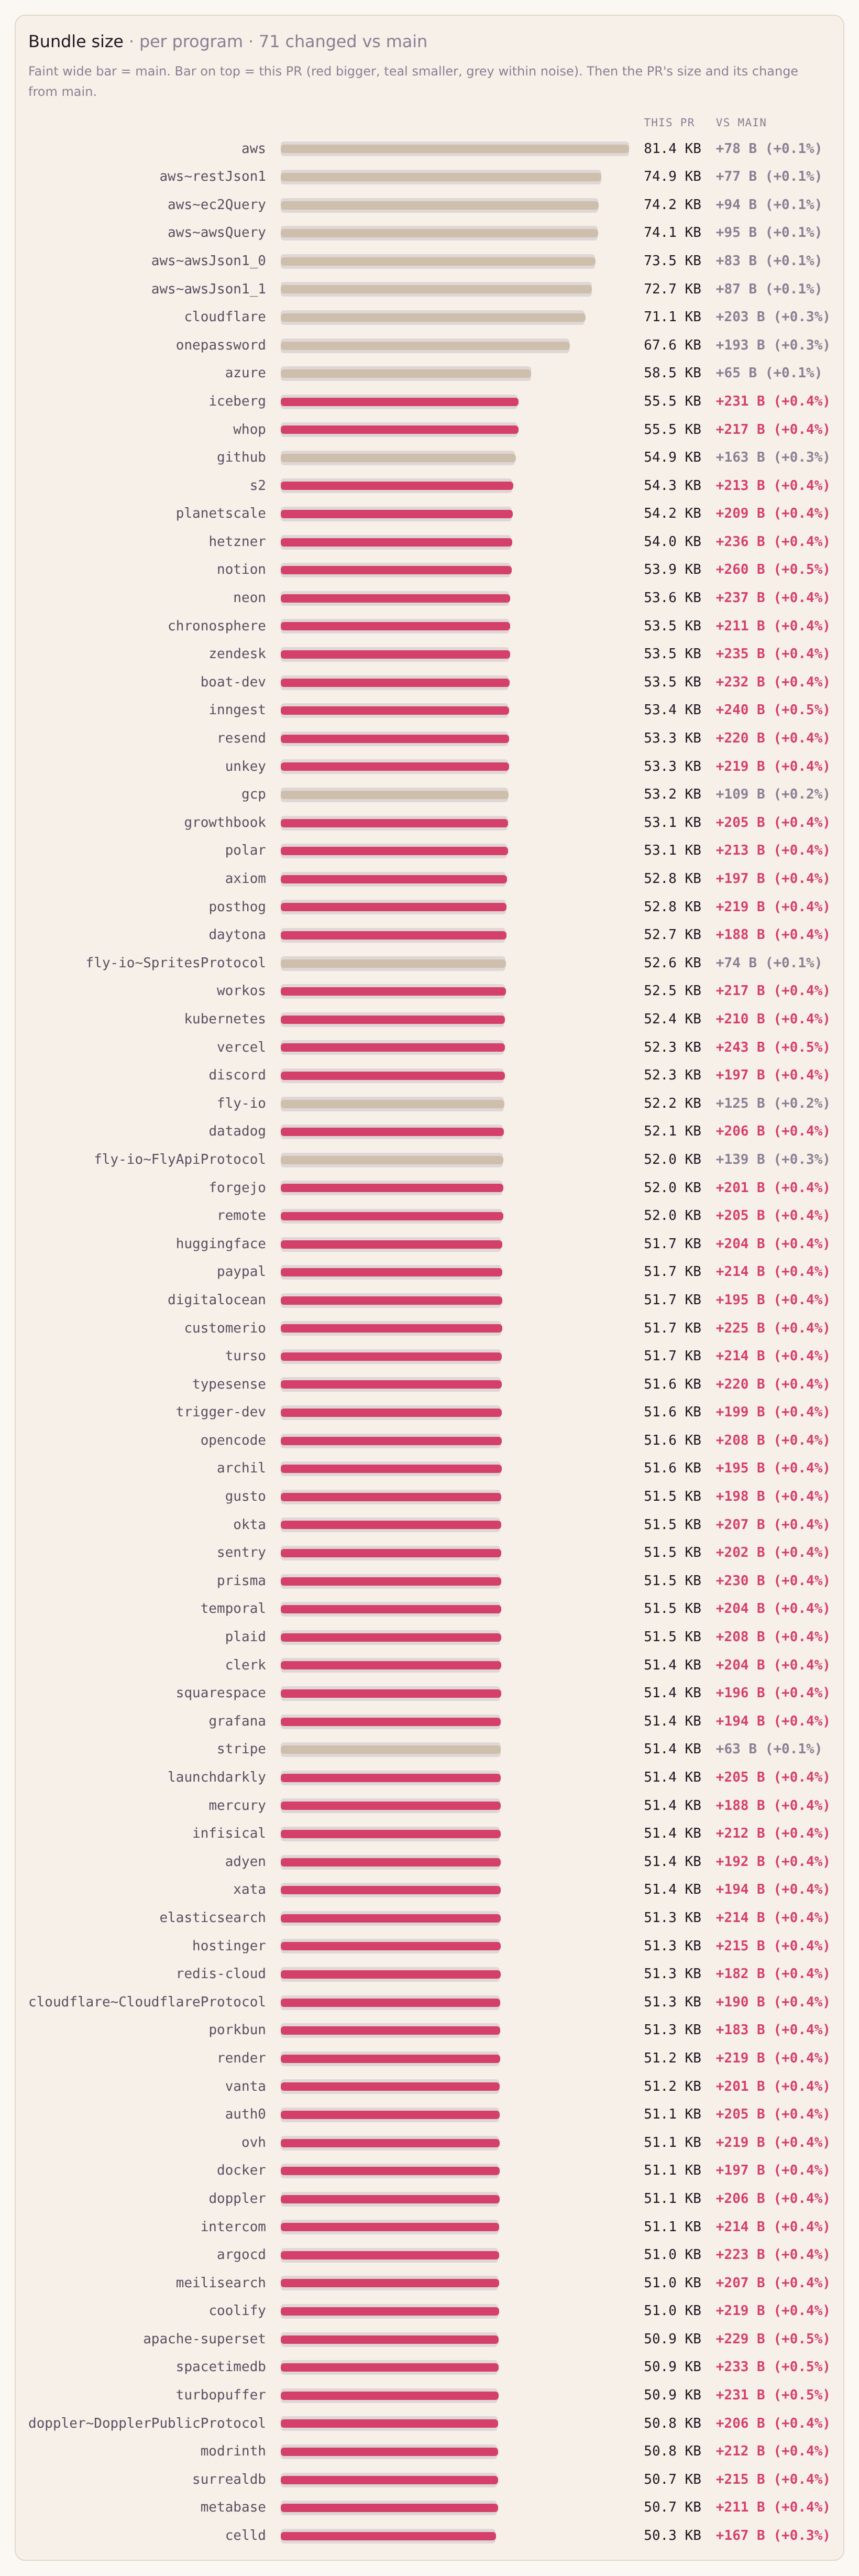 Bundle size · per program · 71 changed vs main
Faint wide bar = main. Bar on top = this PR (red bigger, teal smaller, grey within noise). Then the PR's size and its change
from main.
THIS PR VS MAIN
aws 81.4 KB +78 B (+0.1%)
aws~restJson1 74.9 KB +77 B (+0.1%)
aws~ec2Query 74.2 KB +94 B (+0.1%)
aws~awsQuery 74.1 KB +95 B (+0.1%)
aws~awsJson1_0 73.5 KB +83 B (+0.1%)
aws~awsJson1_1 72.7 KB +87 B (+0.1%)
cloudflare 71.1 KB +203 B (+0.3%)
onepassword 67.6 KB +193 B (+0.3%)
azure 58.5 KB +65 B (+0.1%)
iceberg 55.5 KB +231 B (+0.4%)
whop 55.5 KB +217 B (+0.4%)
github 54.9 KB +163 B (+0.3%)
s2 54.3 KB +213 B (+0.4%)
planetscale 54.2 KB +209 B (+0.4%)
hetzner 54.0 KB +236 B (+0.4%)
notion 53.9 KB +260 B (+0.5%)
neon 53.6 KB +237 B (+0.4%)
chronosphere 53.5 KB +211 B (+0.4%)
zendesk 53.5 KB +235 B (+0.4%)
boat-dev 53.5 KB +232 B (+0.4%)
inngest 53.4 KB +240 B (+0.5%)
resend 53.3 KB +220 B (+0.4%)
unkey 53.3 KB +219 B (+0.4%)
gcp 53.2 KB +109 B (+0.2%)
growthbook 53.1 KB +205 B (+0.4%)
polar 53.1 KB +213 B (+0.4%)
axiom 52.8 KB +197 B (+0.4%)
posthog 52.8 KB +219 B (+0.4%)
daytona 52.7 KB +188 B (+0.4%)
fly-io~SpritesProtocol 52.6 KB +74 B (+0.1%)
workos 52.5 KB +217 B (+0.4%)
kubernetes 52.4 KB +210 B (+0.4%)
vercel 52.3 KB +243 B (+0.5%)
discord 52.3 KB +197 B (+0.4%)
fly-io 52.2 KB +125 B (+0.2%)
datadog 52.1 KB +206 B (+0.4%)
fly-io~FlyApiProtocol 52.0 KB +139 B (+0.3%)
forgejo 52.0 KB +201 B (+0.4%)
remote 52.0 KB +205 B (+0.4%)
huggingface 51.7 KB +204 B (+0.4%)
paypal 51.7 KB +214 B (+0.4%)
digitalocean 51.7 KB +195 B (+0.4%)
customerio 51.7 KB +225 B (+0.4%)
turso 51.7 KB +214 B (+0.4%)
typesense 51.6 KB +220 B (+0.4%)
trigger-dev 51.6 KB +199 B (+0.4%)
opencode 51.6 KB +208 B (+0.4%)
archil 51.6 KB +195 B (+0.4%)
gusto 51.5 KB +198 B (+0.4%)
okta 51.5 KB +207 B (+0.4%)
sentry 51.5 KB +202 B (+0.4%)
prisma 51.5 KB +230 B (+0.4%)
temporal 51.5 KB +204 B (+0.4%)
plaid 51.5 KB +208 B (+0.4%)
clerk 51.4 KB +204 B (+0.4%)
squarespace 51.4 KB +196 B (+0.4%)
grafana 51.4 KB +194 B (+0.4%)
stripe 51.4 KB +63 B (+0.1%)
launchdarkly 51.4 KB +205 B (+0.4%)
mercury 51.4 KB +188 B (+0.4%)
infisical 51.4 KB +212 B (+0.4%)
adyen 51.4 KB +192 B (+0.4%)
xata 51.4 KB +194 B (+0.4%)
elasticsearch 51.3 KB +214 B (+0.4%)
hostinger 51.3 KB +215 B (+0.4%)
redis-cloud 51.3 KB +182 B (+0.4%)
cloudflare~CloudflareProtocol 51.3 KB +190 B (+0.4%)
porkbun 51.3 KB +183 B (+0.4%)
render 51.2 KB +219 B (+0.4%)
vanta 51.2 KB +201 B (+0.4%)
auth0 51.1 KB +205 B (+0.4%)
ovh 51.1 KB +219 B (+0.4%)
docker 51.1 KB +197 B (+0.4%)
doppler 51.1 KB +206 B (+0.4%)
intercom 51.1 KB +214 B (+0.4%)
argocd 51.0 KB +223 B (+0.4%)
meilisearch 51.0 KB +207 B (+0.4%)
coolify 51.0 KB +219 B (+0.4%)
apache-superset 50.9 KB +229 B (+0.5%)
spacetimedb 50.9 KB +233 B (+0.5%)
turbopuffer 50.9 KB +231 B (+0.5%)
doppler~DopplerPublicProtocol 50.8 KB +206 B (+0.4%)
modrinth 50.8 KB +212 B (+0.4%)
surrealdb 50.7 KB +215 B (+0.4%)
metabase 50.7 KB +211 B (+0.4%)
celld 50.3 KB +167 B (+0.3%)